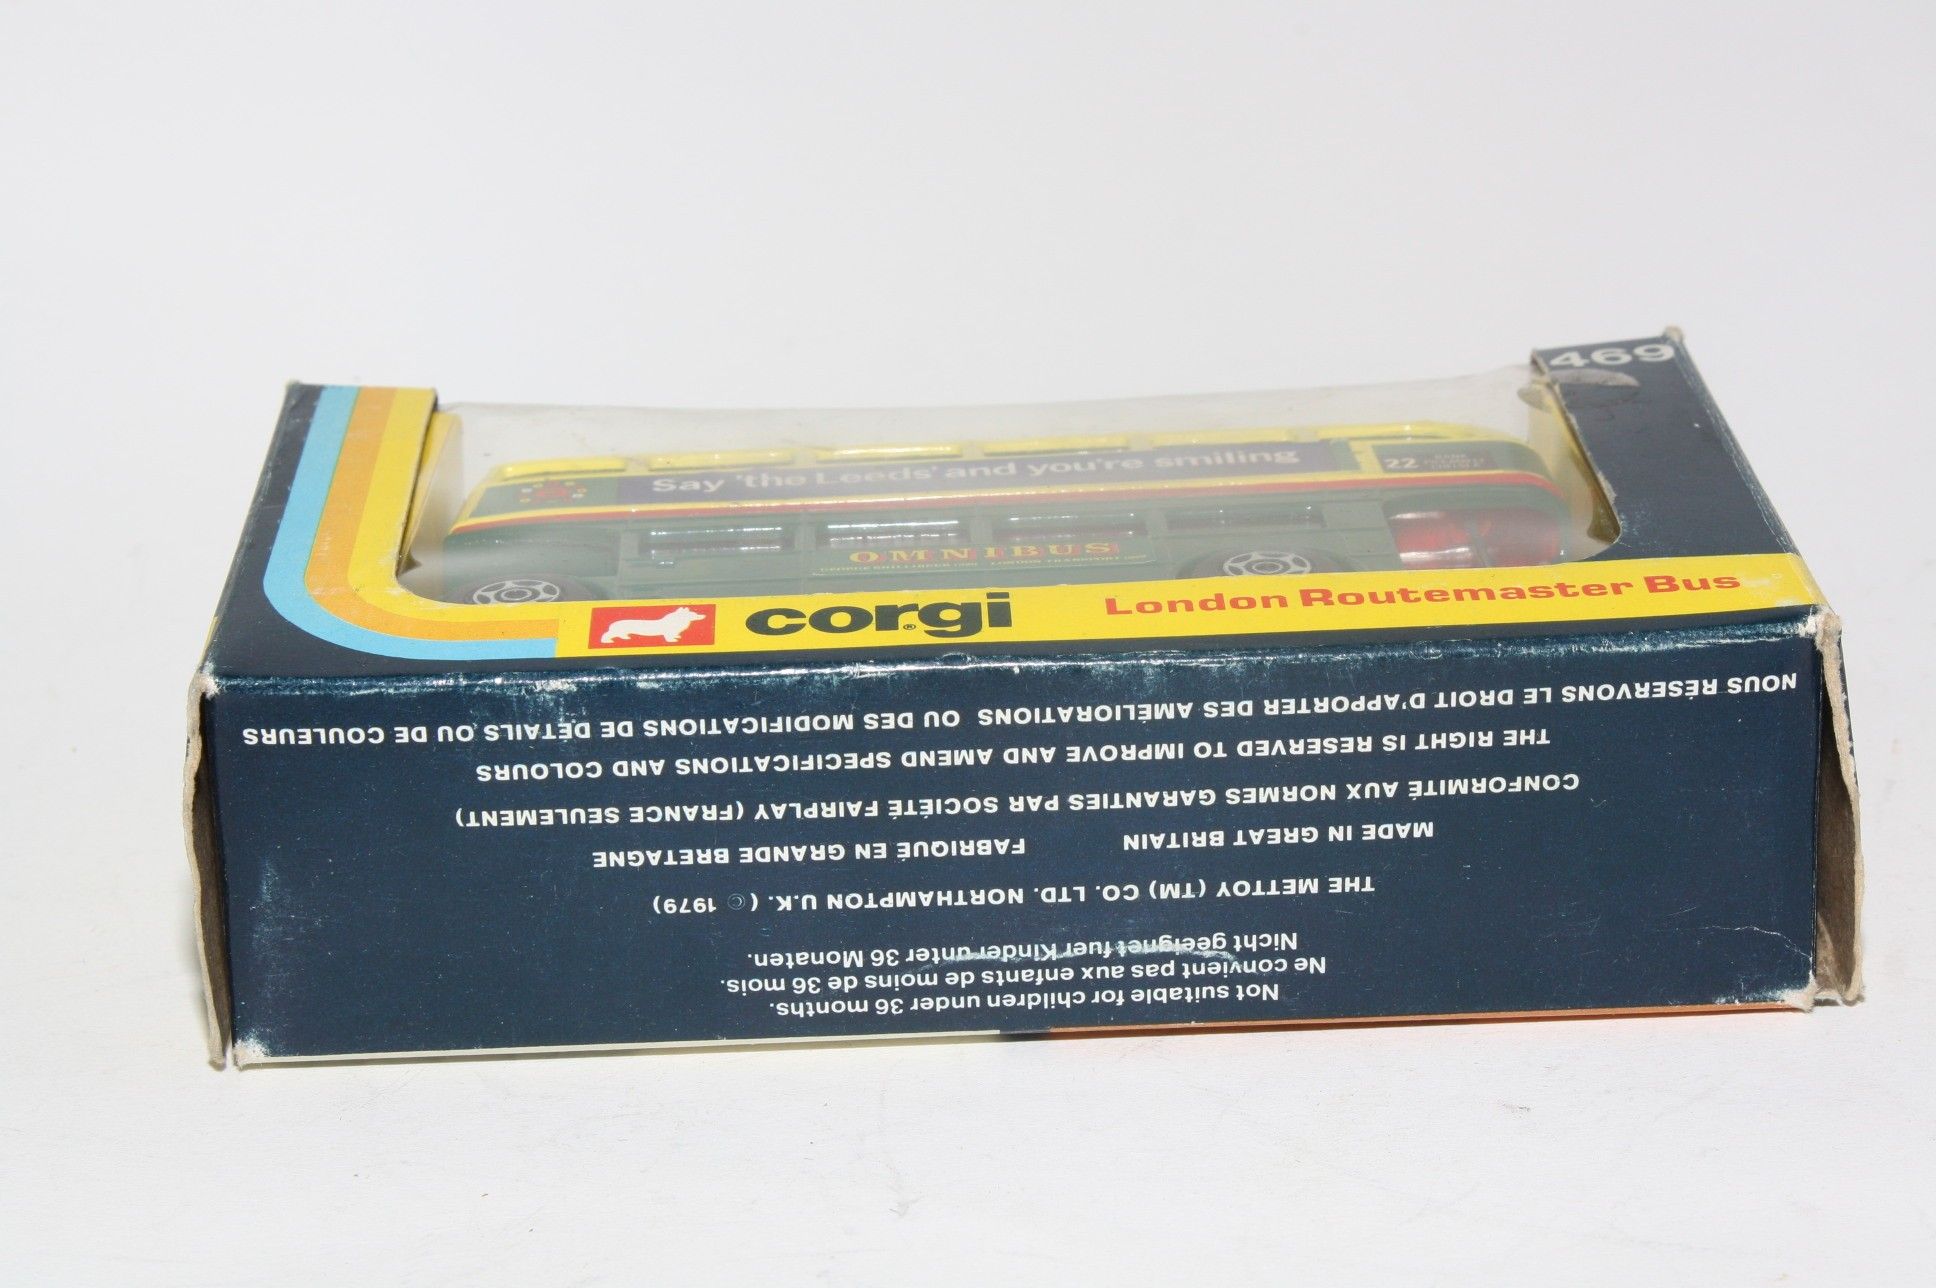 469
Say 'the Leeds' and you're smiling
22
OMNIBUS
corgi
London Routemaster Bus
Not suitable for children under 36 months.
Ne convient pas aux enfants de moins de 36 mois.
Nicht geeignet fuer Kinder unter 36 Monaten.
THE METTOY (TM) CO. LTD. NORTHAMPTON U.K. (© 1979)
MADE IN GREAT BRITAIN FABRIQUÉ EN GRANDE BRETAGNE
CONFORMITÉ AUX NORMES GARANTIES PAR SOCIÉTÉ FAIRPLAY (FRANCE SEULEMENT)
THE RIGHT IS RESERVED TO IMPROVE AND AMEND SPECIFICATIONS AND COLOURS
NOUS RÉSERVONS LE DROIT D'APPORTER DES AMÉLIORATIONS OU DES MODIFICATIONS DE DÉTAILS OU DE COULEURS